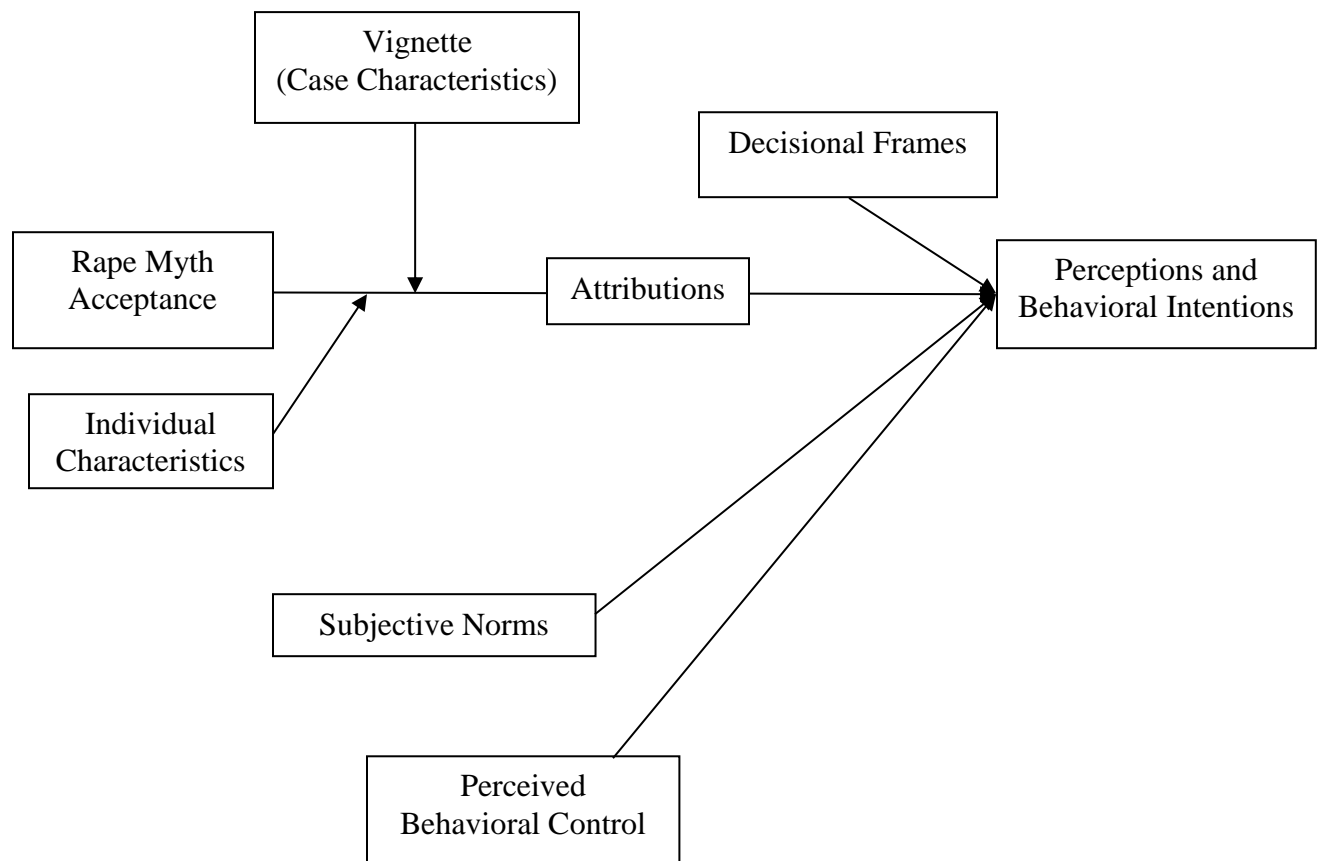 Vignette
(Case Characteristics)
Decisional Frames
Rape Myth
Acceptance
Attributions
Perceptions and
Behavioral Intentions
Individual
Characteristics
Subjective Norms
Perceived
Behavioral Control